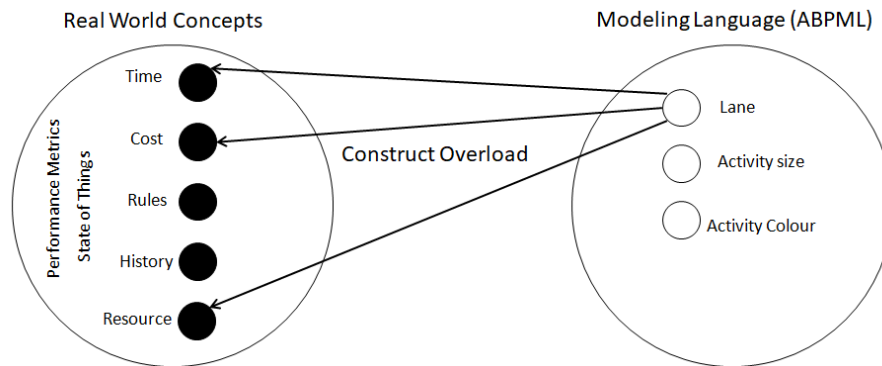 Real World Concepts
Modeling Language (ABPML)
Time
Cost
Rules
History
Resource
Performance Metrics
State of Things
Construct Overload
Lane
Activity size
Activity Colour